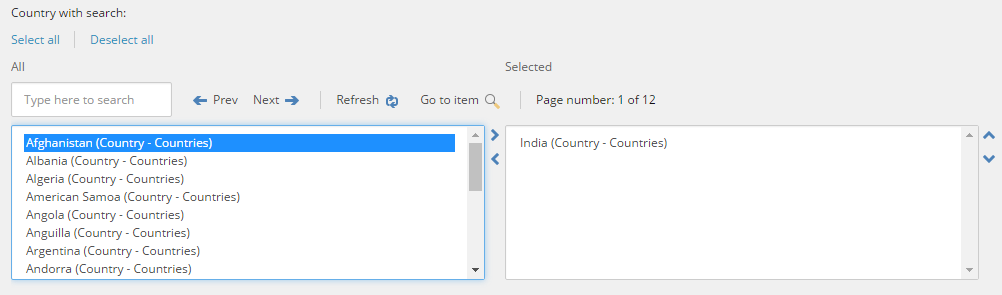 Country with search:
Select all Deselect all
All Selected
Type here to search Prev Next Refresh Go to item Page number: 1 of 12
Afghanistan (Country - Countries) India (Country - Countries)
Albania (Country - Countries)
Algeria (Country - Countries)
American Samoa (Country - Countries)
Angola (Country - Countries)
Anguilla (Country - Countries)
Argentina (Country - Countries)
Andorra (Country - Countries)